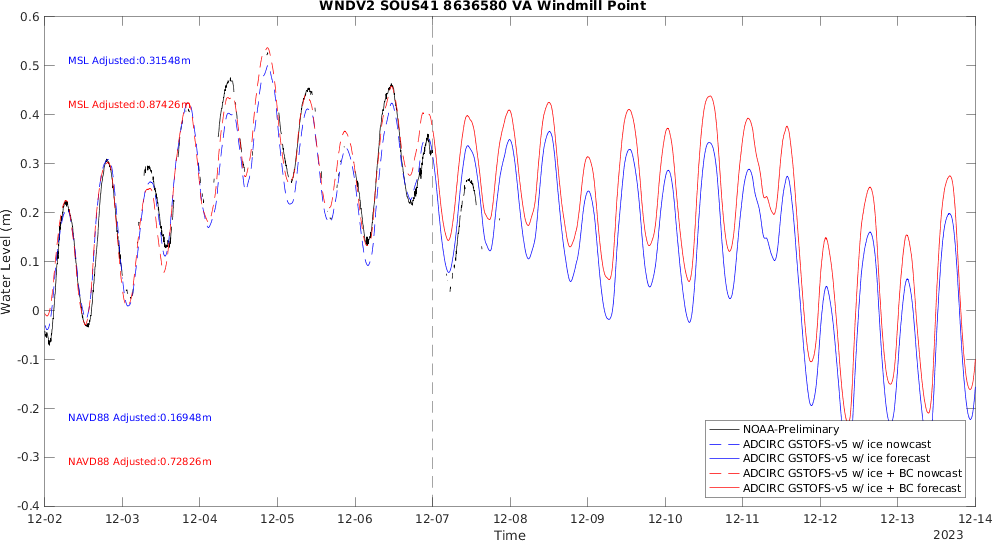 WNDV2 SOUS41 8636580 VA Windmill Point
0.6
0.5
0.4
0.3
0.2
0.1
0
-0.1
-0.2
-0.3
-0.4
Water Level (m)
MSL Adjusted:0.31548m
MSL Adjusted:0.87426m
NAVD88 Adjusted:0.16948m
NAVD88 Adjusted:0.72826m
NOAA-Preliminary
ADCIRC GSTOFS-v5 w/ ice nowcast
ADCIRC GSTOFS-v5 w/ ice forecast
ADCIRC GSTOFS-v5 w/ ice + BC nowcast
ADCIRC GSTOFS-v5 w/ ice + BC forecast
12-02 12-03 12-04 12-05 12-06 12-07 12-08 12-09 12-10 12-11 12-12 12-13 12-14
Time
2023